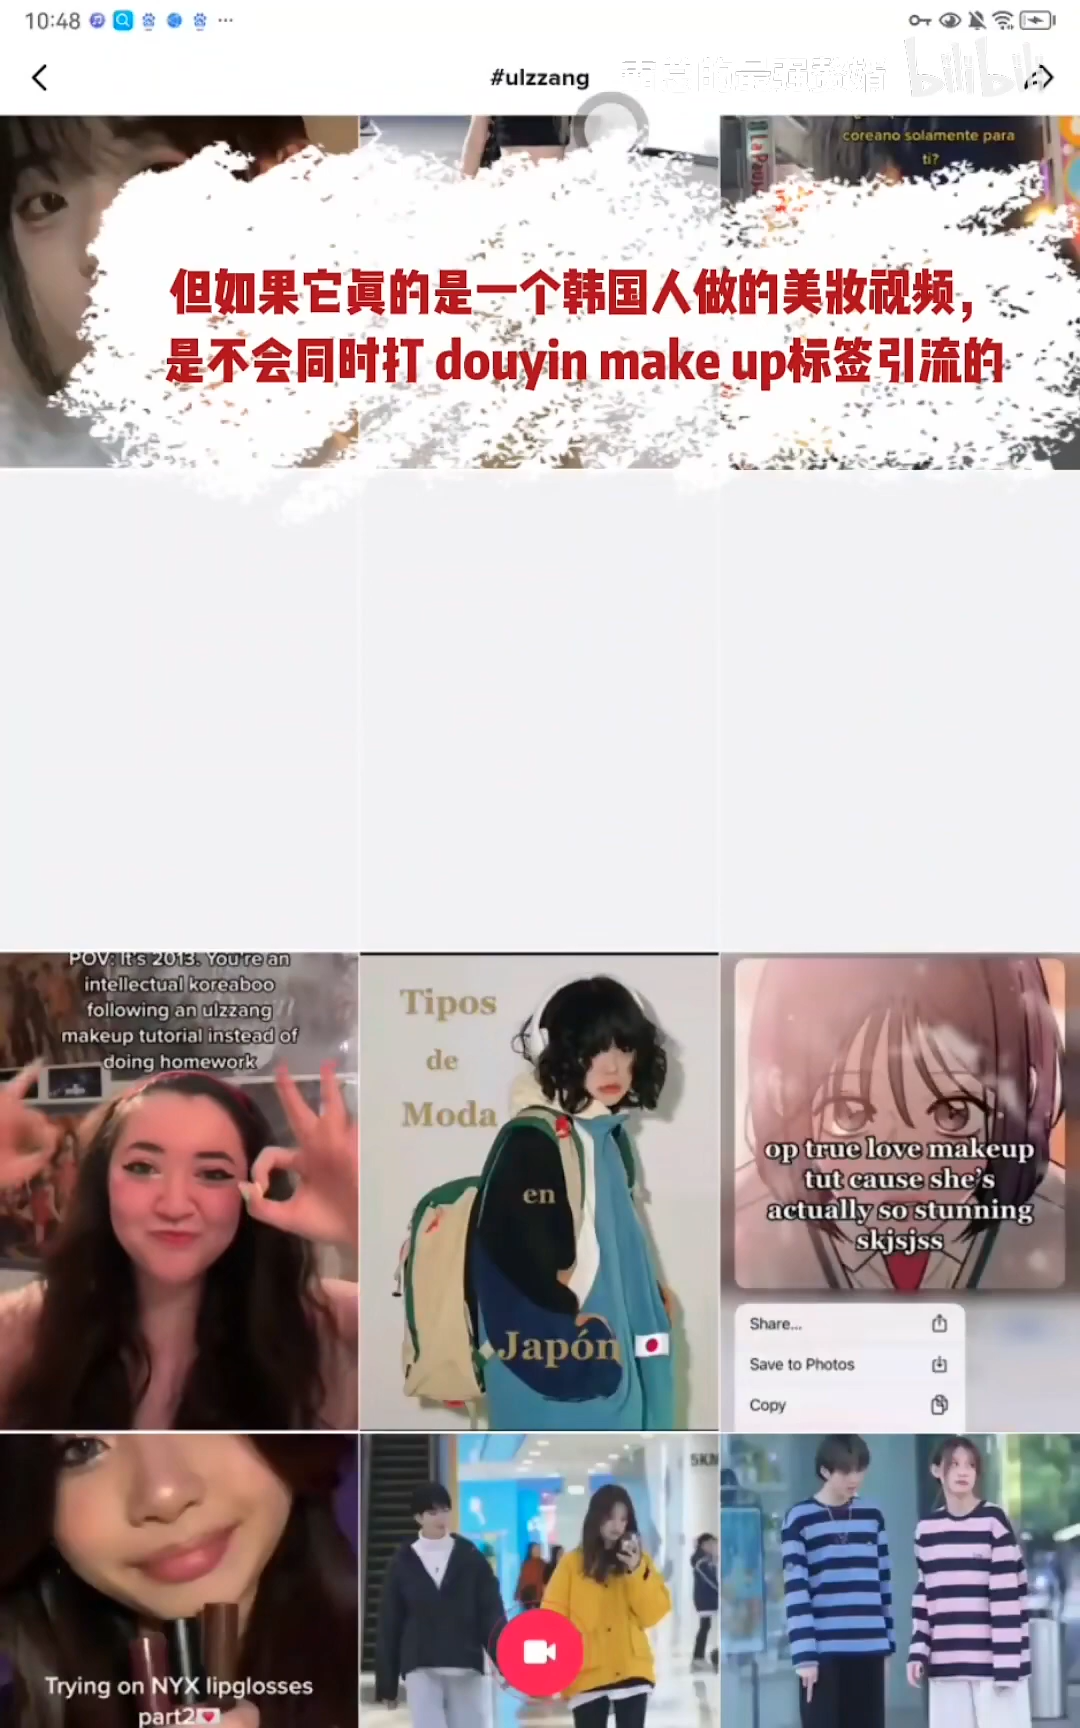 10:48
#ulzzang
bilibili
coreano solamente para
ti?
但如果它真的是一个韩国人做的美妆视频，
是不会同时打 douyin make up标签引流的
POV: It's 2013. You're an
intellectual koreaboo
following an ulzzang
makeup tutorial instead of
doing homework
Tipos
de
Moda
en
Japón
op true love makeup
tut cause she's
actually so stunning
skjsjss
Share...
Save to Photos
Copy
Trying on NYX lipglosses
part2